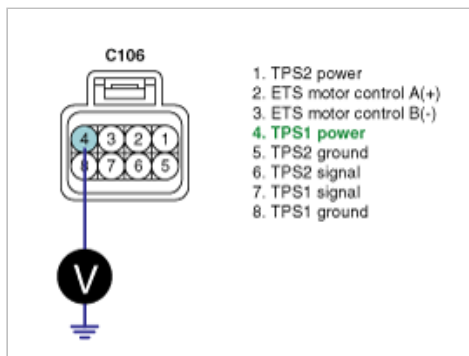 C106
4 3 2 1
8 7 6 5
V
1. TPS2 power
2. ETS motor control A(+)
3. ETS motor control B(-)
4. TPS1 power
5. TPS2 ground
6. TPS2 signal
7. TPS1 signal
8. TPS1 ground